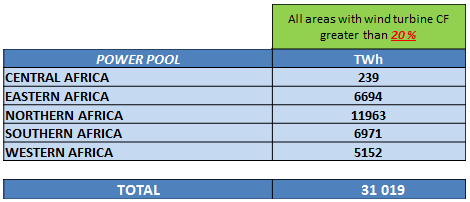 All areas with wind turbine CF
greater than 20%
POWER POOL TWh
CENTRAL AFRICA 239
EASTERN AFRICA 6694
NORTHERN AFRICA 11963
SOUTHERN AFRICA 6971
WESTERN AFRICA 5152
TOTAL 31 019